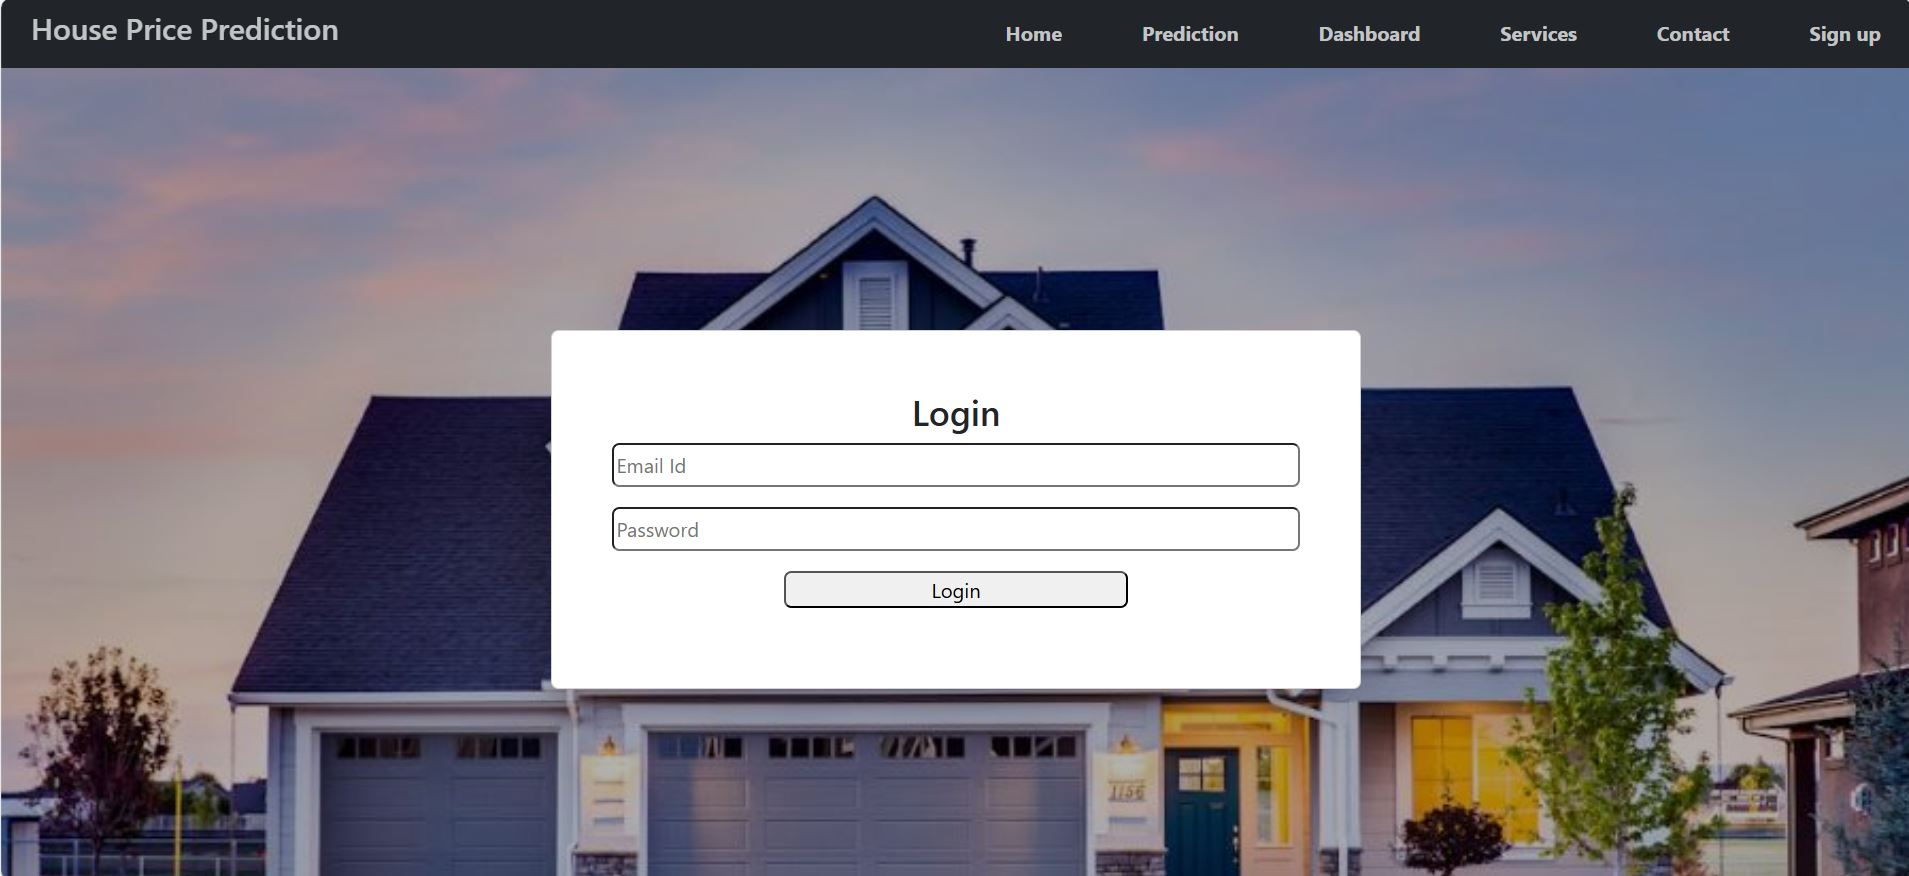 House Price Prediction
Home Prediction Dashboard Services Contact Sign up
Login
Email Id
Password
Login
1156